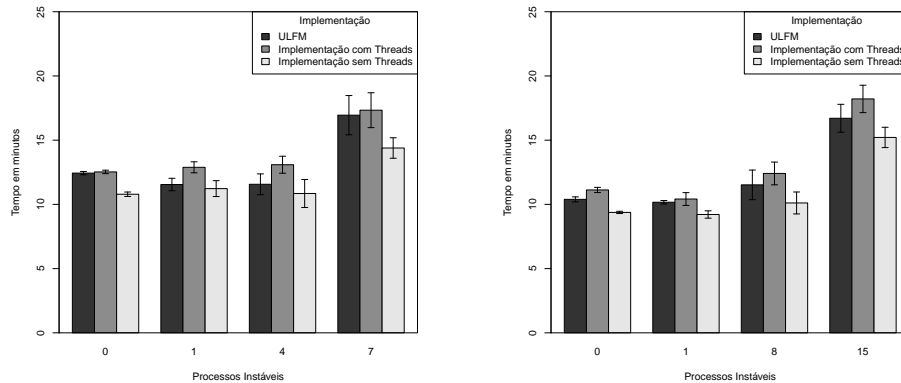 Implementação
ULFM
Implementação com Threads
Implementação sem Threads
Tempo em minutos
0
5
10
15
20
25
0
1
4
7
Processos Instáveis
Implementação
ULFM
Implementação com Threads
Implementação sem Threads
Tempo em minutos
0
5
10
15
20
25
0
1
8
15
Processos Instáveis